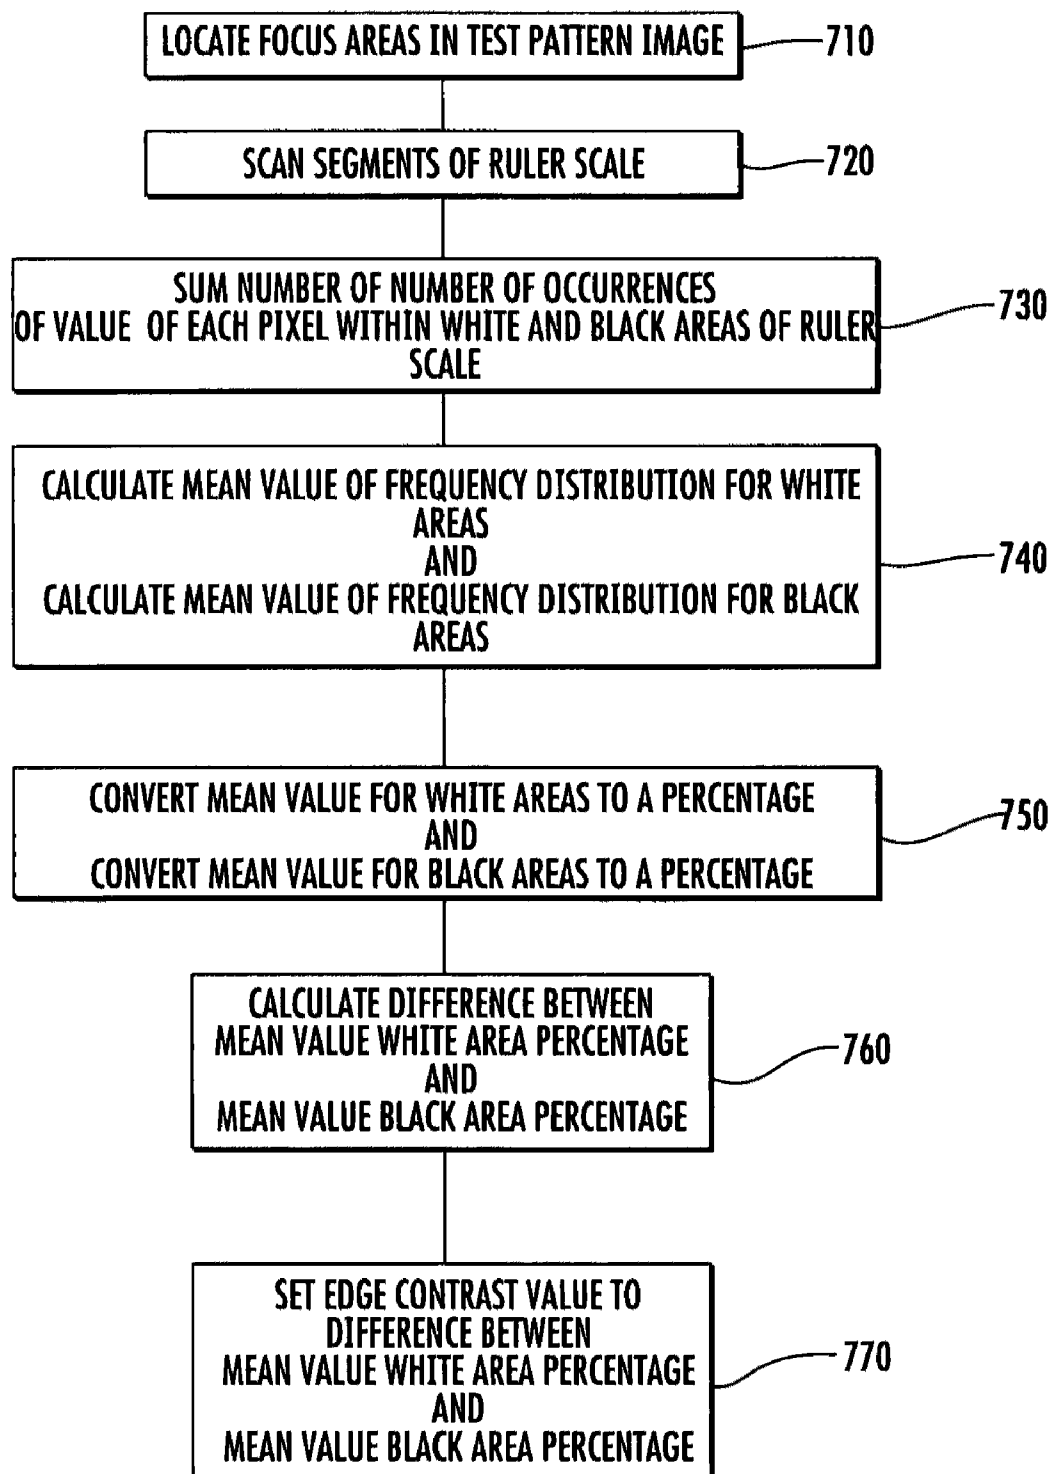 LOCATE FOCUS AREAS IN TEST PATTERN IMAGE
710
SCAN SEGMENTS OF RULER SCALE
720
SUM NUMBER OF NUMBER OF OCCURRENCES
OF VALUE OF EACH PIXEL WITHIN WHITE AND BLACK AREAS OF RULER
SCALE
730
CALCULATE MEAN VALUE OF FREQUENCY DISTRIBUTION FOR WHITE
AREAS
AND
CALCULATE MEAN VALUE OF FREQUENCY DISTRIBUTION FOR BLACK
AREAS
740
CONVERT MEAN VALUE FOR WHITE AREAS TO A PERCENTAGE
AND
CONVERT MEAN VALUE FOR BLACK AREAS TO A PERCENTAGE
750
CALCULATE DIFFERENCE BETWEEN
MEAN VALUE WHITE AREA PERCENTAGE
AND
MEAN VALUE BLACK AREA PERCENTAGE
760
SET EDGE CONTRAST VALUE TO
DIFFERENCE BETWEEN
MEAN VALUE WHITE AREA PERCENTAGE
AND
MEAN VALUE BLACK AREA PERCENTAGE
770